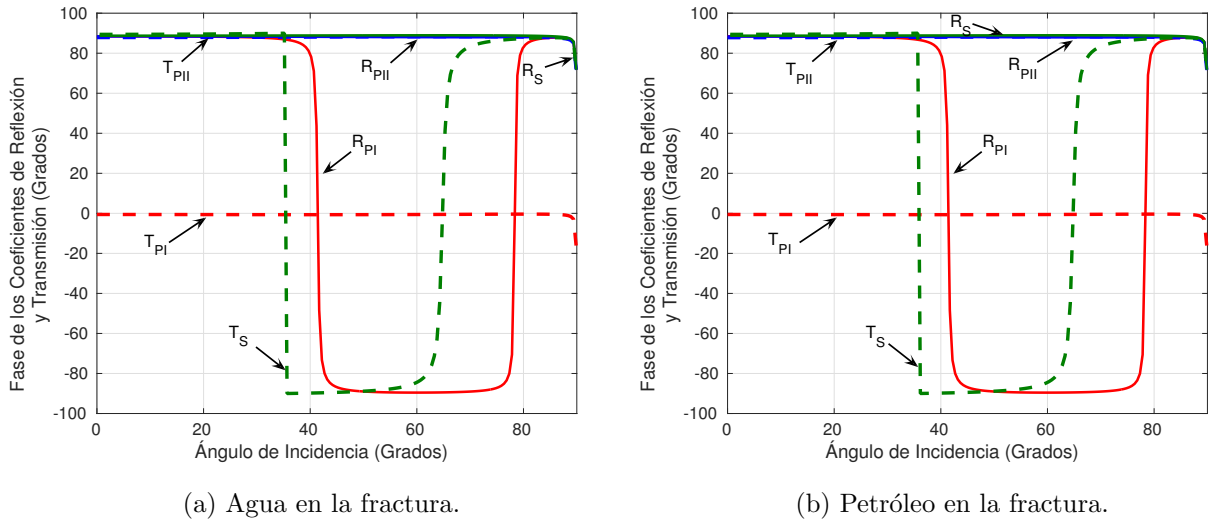 Fase de los Coeficientes de Reflexión
y Transmisión (Grados)
100
80
60
40
20
0
-20
-40
-60
-80
-100
T_PII
R_PII
R_S
R_PI
T_PI
T_S
0 20 40 60 80
Ángulo de Incidencia (Grados)
(a) Agua en la fractura.
Fase de los Coeficientes de Reflexión
y Transmisión (Grados)
100
80
60
40
20
0
-20
-40
-60
-80
-100
R_S
T_PII
R_PII
R_PI
T_PI
T_S
0 20 40 60 80
Ángulo de Incidencia (Grados)
(b) Petróleo en la fractura.